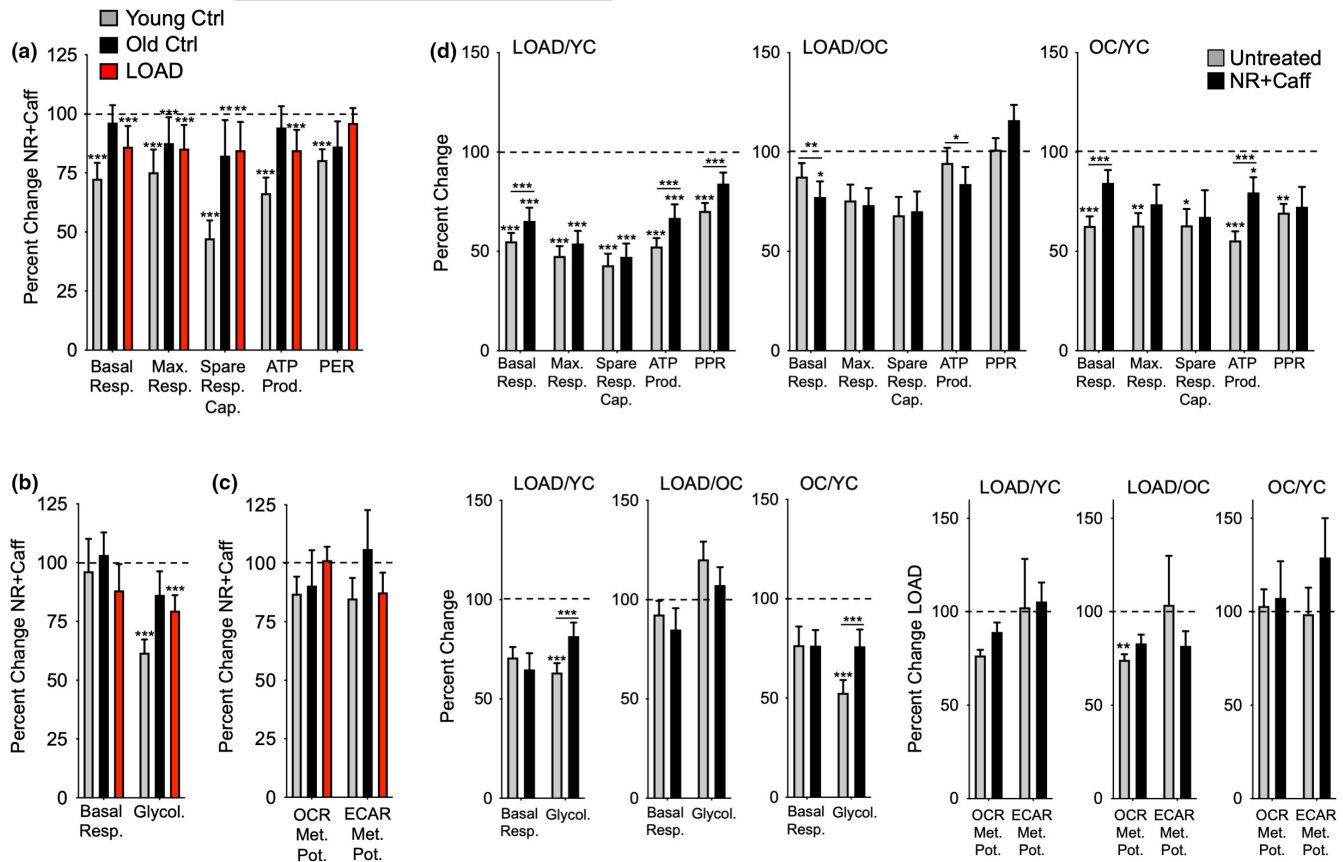 Young Ctrl
Old Ctrl
LOAD
(a)
Percent Change NR+Caff
125
100
75
50
25
0
***
***
***
***
***
***
** **
***
***
***
Basal Resp.
Max. Resp.
Spare Resp. Cap.
ATP Prod.
PER
(d)
LOAD/YC
Percent Change
150
100
50
0
***
***
***
***
***
***
***
***
***
***
***
***
Basal Resp.
Max. Resp.
Spare Resp. Cap.
ATP Prod.
PPR
LOAD/OC
150
100
50
0
**
*
*
Basal Resp.
Max. Resp.
Spare Resp. Cap.
ATP Prod.
PPR
OC/YC
Untreated
NR+Caff
150
100
50
0
***
***
**
*
***
***
*
**
Basal Resp.
Max. Resp.
Spare Resp. Cap.
ATP Prod.
PPR
(b)
Percent Change NR+Caff
125
100
75
50
25
0
***
***
Basal Resp.
Glycol.
(c)
Percent Change NR+Caff
125
100
75
50
25
0
OCR Met. Pot.
ECAR Met. Pot.
LOAD/YC
Percent Change
150
100
50
0
***
***
Basal Resp.
Glycol.
LOAD/OC
150
100
50
0
Basal Resp.
Glycol.
OC/YC
150
100
50
0
***
***
Basal Resp.
Glycol.
LOAD/YC
Percent Change LOAD
150
100
50
0
OCR Met. Pot.
ECAR Met. Pot.
LOAD/OC
150
100
50
0
**
OCR Met. Pot.
ECAR Met. Pot.
OC/YC
150
100
50
0
OCR Met. Pot.
ECAR Met. Pot.